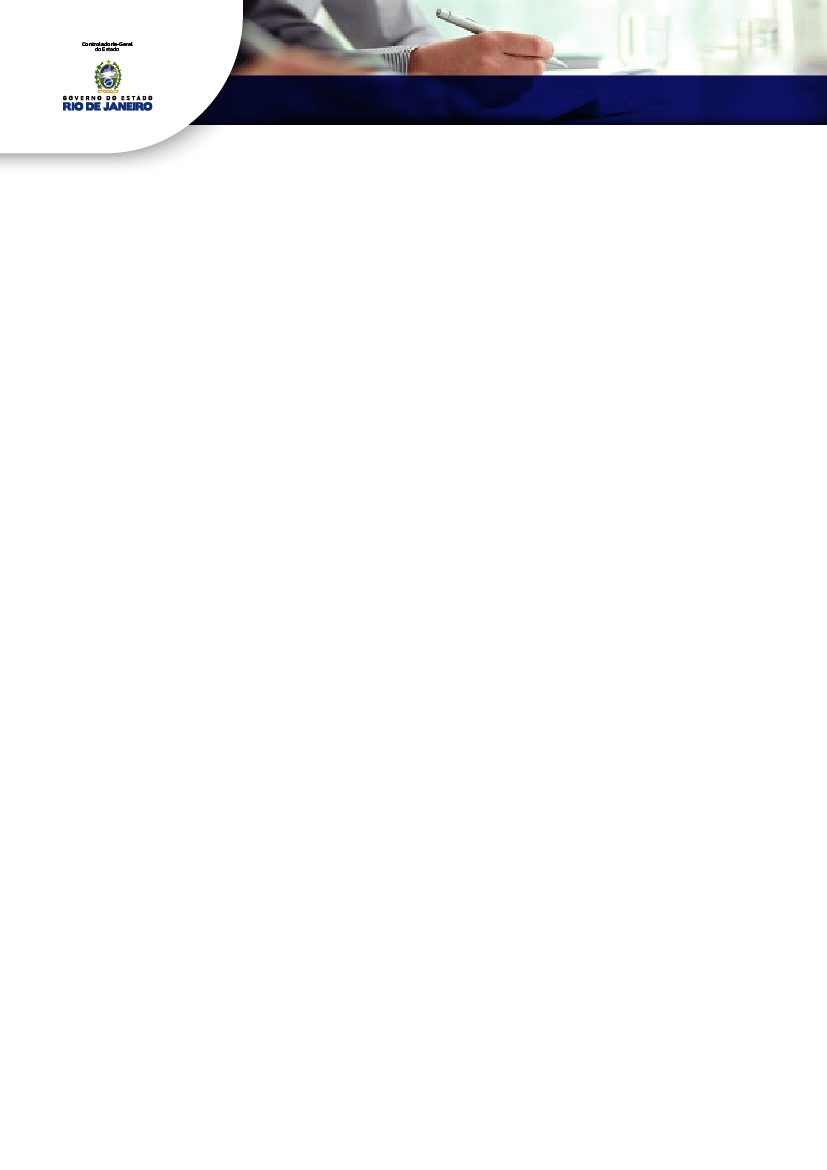 Controladoria-Geral
do Estado
GOVERNO DO ESTADO
RIO DE JANEIRO